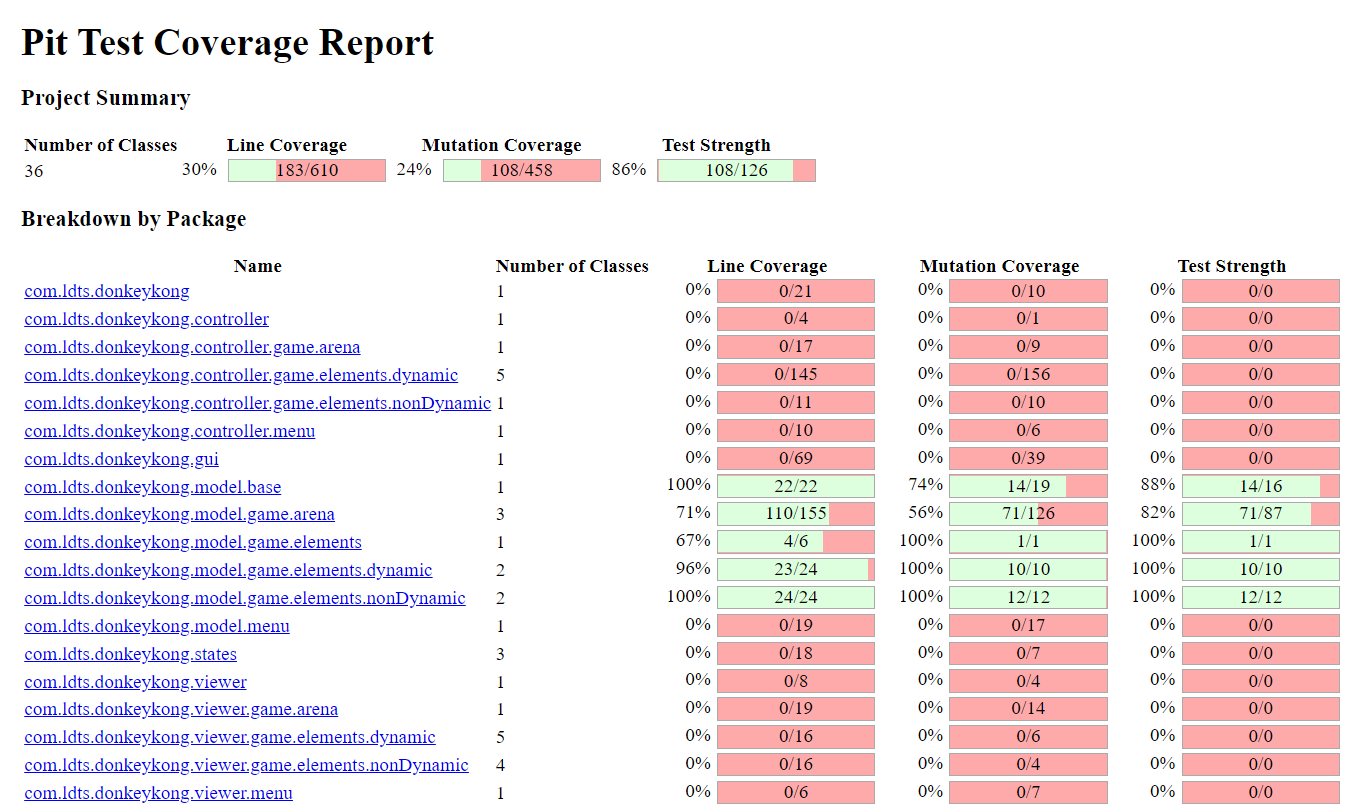 Pit Test Coverage Report
Project Summary
Number of Classes Line Coverage Mutation Coverage Test Strength
36 30% 183/610 24% 108/458 86% 108/126
Breakdown by Package
Name Number of Classes Line Coverage Mutation Coverage Test Strength
com.ldts.donkeykong 1 0% 0/21 0% 0/10 0% 0/0
com.ldts.donkeykong.controller 1 0% 0/4 0% 0/1 0% 0/0
com.ldts.donkeykong.controller.game.arena 1 0% 0/17 0% 0/9 0% 0/0
com.ldts.donkeykong.controller.game.elements.dynamic 5 0% 0/145 0% 0/156 0% 0/0
com.ldts.donkeykong.controller.game.elements.nonDynamic 1 0% 0/11 0% 0/10 0% 0/0
com.ldts.donkeykong.controller.menu 1 0% 0/10 0% 0/6 0% 0/0
com.ldts.donkeykong.gui 1 0% 0/69 0% 0/39 0% 0/0
com.ldts.donkeykong.model.base 1 100% 22/22 74% 14/19 88% 14/16
com.ldts.donkeykong.model.game.arena 3 71% 110/155 56% 71/126 82% 71/87
com.ldts.donkeykong.model.game.elements 1 67% 4/6 100% 1/1 100% 1/1
com.ldts.donkeykong.model.game.elements.dynamic 2 96% 23/24 100% 10/10 100% 10/10
com.ldts.donkeykong.model.game.elements.nonDynamic 2 100% 24/24 100% 12/12 100% 12/12
com.ldts.donkeykong.model.menu 1 0% 0/19 0% 0/17 0% 0/0
com.ldts.donkeykong.states 3 0% 0/18 0% 0/7 0% 0/0
com.ldts.donkeykong.viewer 1 0% 0/8 0% 0/4 0% 0/0
com.ldts.donkeykong.viewer.game.arena 1 0% 0/19 0% 0/14 0% 0/0
com.ldts.donkeykong.viewer.game.elements.dynamic 5 0% 0/16 0% 0/6 0% 0/0
com.ldts.donkeykong.viewer.game.elements.nonDynamic 4 0% 0/16 0% 0/4 0% 0/0
com.ldts.donkeykong.viewer.menu 1 0% 0/6 0% 0/7 0% 0/0